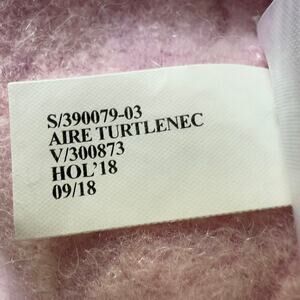 S/390079-03
AIRE TURTLENEC
V/300873
HOL'18
09/18